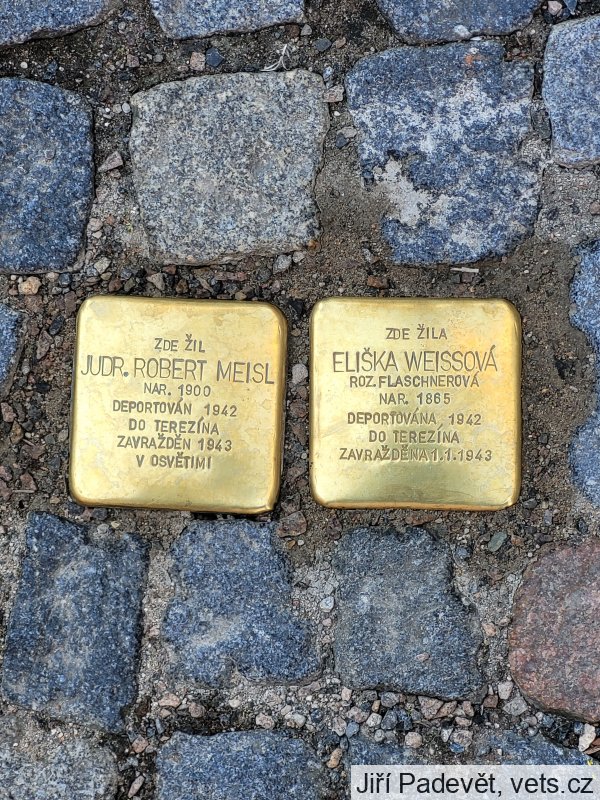 ZDE ŽIL
JUDR. ROBERT MEISL
NAR. 1900
DEPORTOVÁN 1942
DO TEREZÍNA
ZAVRAŽDĚN 1943
V OSVĚTIMI
ZDE ŽILA
ELIŠKA WEISSOVÁ
ROZ. FLASCHNEROVÁ
NAR. 1865
DEPORTOVÁNA 1942
DO TEREZÍNA
ZAVRAŽDĚNA 1.1.1943
Jiří Padevět, vets.cz